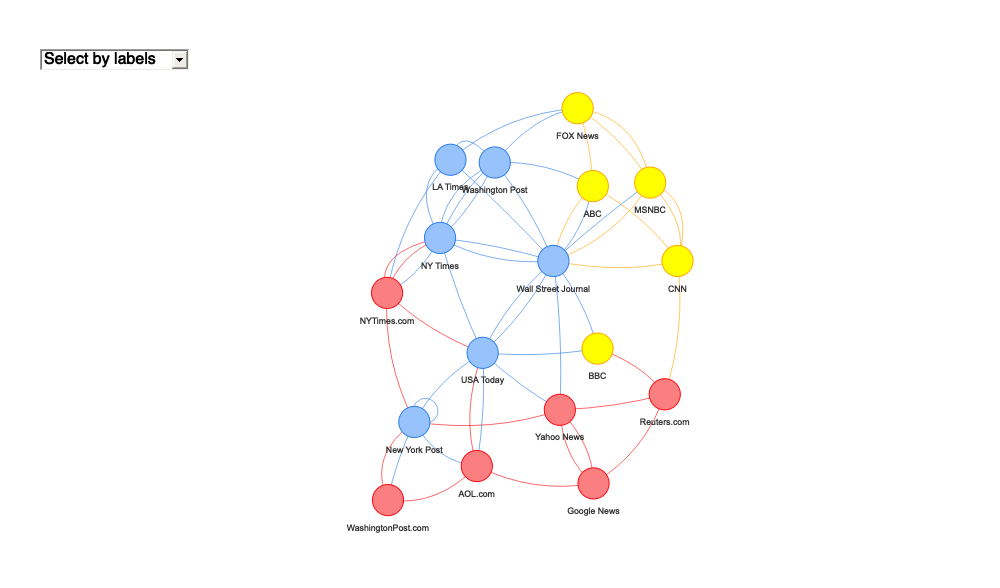 Select by labels
FOX News
LA Times
Washington Post
ABC
MSNBC
NY Times
Wall Street Journal
CNN
NYTimes.com
USA Today
BBC
Reuters.com
Yahoo News
New York Post
AOL.com
Google News
WashingtonPost.com